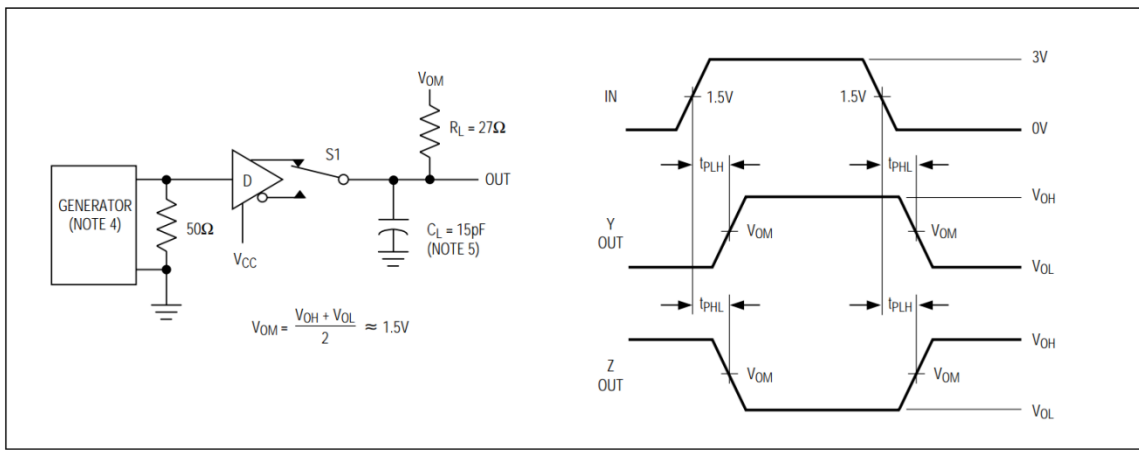 GENERATOR
(NOTE 4)
50Ω
D
VCC
S1
VOM
RL = 27Ω
OUT
CL = 15pF
(NOTE 5)
VOM = VOH + VOL / 2 ≈ 1.5V
IN
1.5V
1.5V
3V
0V
tPLH
tPHL
Y
OUT
VOM
VOM
VOH
VOL
tPHL
tPLH
Z
OUT
VOM
VOM
VOH
VOL